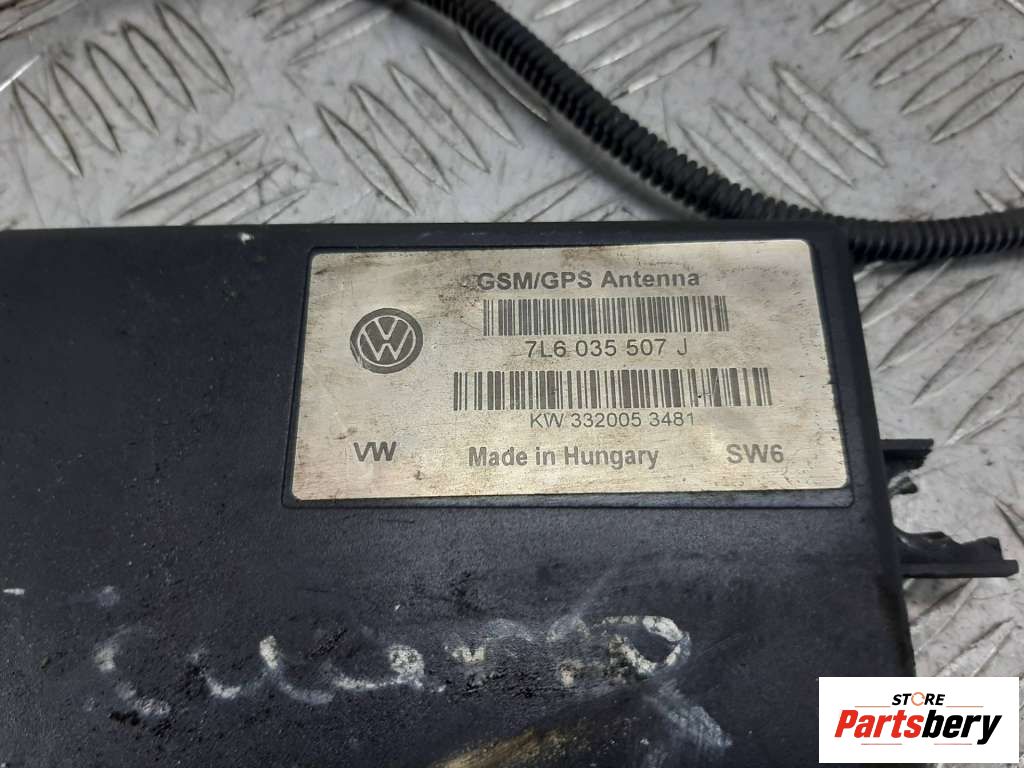 GSM/GPS Antenna
7L6 035 507 J
KW 332005 3481
VW Made in Hungary SW6
STORE
Partsbery